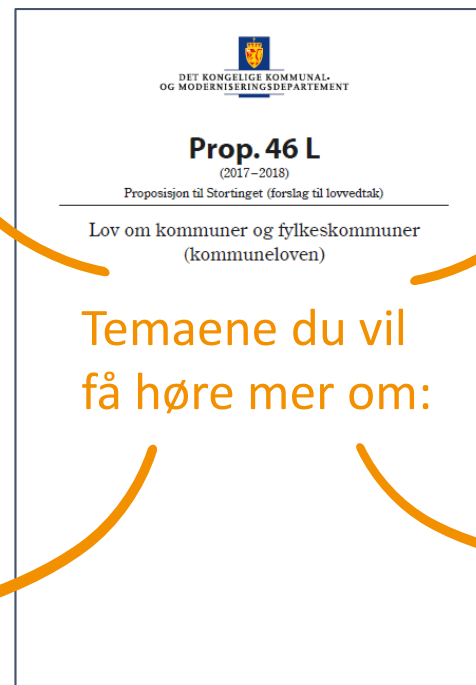 DET KONGELIGE KOMMUNAL-
OG MODERNISERINGSDEPARTEMENT
Prop. 46 L
(2017–2018)
Proposisjon til Stortinget (forslag til lovvedtak)
Lov om kommuner og fylkeskommuner
(kommuneloven)
Temaene du vil
få høre mer om: